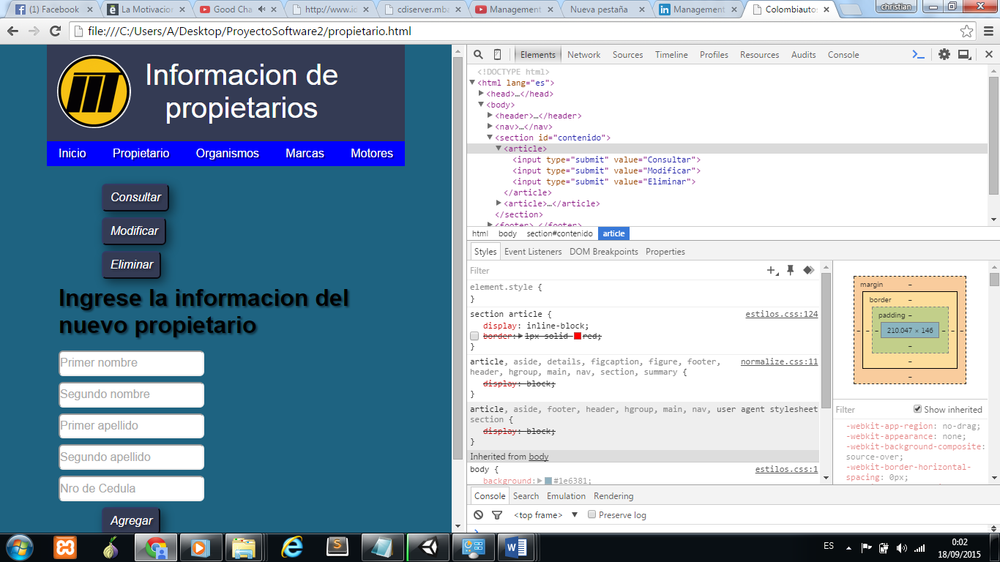 (1) Facebook
La Motivacion
Good Cha
http://www.ic
cdiserver.mba
Management
Nueva pestaña
Management
Colombiautos
christian
file:///C:/Users/A/Desktop/ProyectoSoftware2/propietario.html
Informacion de
propietarios
Inicio Propietario Organismos Marcas Motores
Consultar
Modificar
Eliminar
Ingrese la informacion del
nuevo propietario
Primer nombre
Segundo nombre
Primer apellido
Segundo apellido
Nro de Cedula
Agregar
Elements Network Sources Timeline Profiles Resources Audits Console
<!DOCTYPE html>
<html lang="es">
<head>…</head>
<body>
<header>…</header>
<nav>…</nav>
<section id="contenido">
<article>
<input type="submit" value="Consultar">
<input type="submit" value="Modificar">
<input type="submit" value="Eliminar">
</article>
<article>…</article>
</section>
<footer>…</footer>
html body section#contenido article
Styles Event Listeners DOM Breakpoints Properties
Filter
element.style {
}
section article { estilos.css:124
display: inline-block;
border: 1px solid red;
}
article, aside, details, figcaption, figure, footer, normalize.css:11
header, hgroup, main, nav, section, summary {
display: block;
}
article, aside, footer, header, hgroup, main, nav, user agent stylesheet
section {
display: block;
}
Inherited from body
body { estilos.css:1
background: #1e6381;
margin –
border –
padding –
– – – 210.047 × 146 – – –
–
–
–
Filter Show inherited
-webkit-app-region: no-drag;
-webkit-appearance: none;
-webkit-background-composite:
source-over;
-webkit-border-horizontal-
spacing: 0px;
Console Search Emulation Rendering
<top frame> Preserve log
ES
0:02
18/09/2015